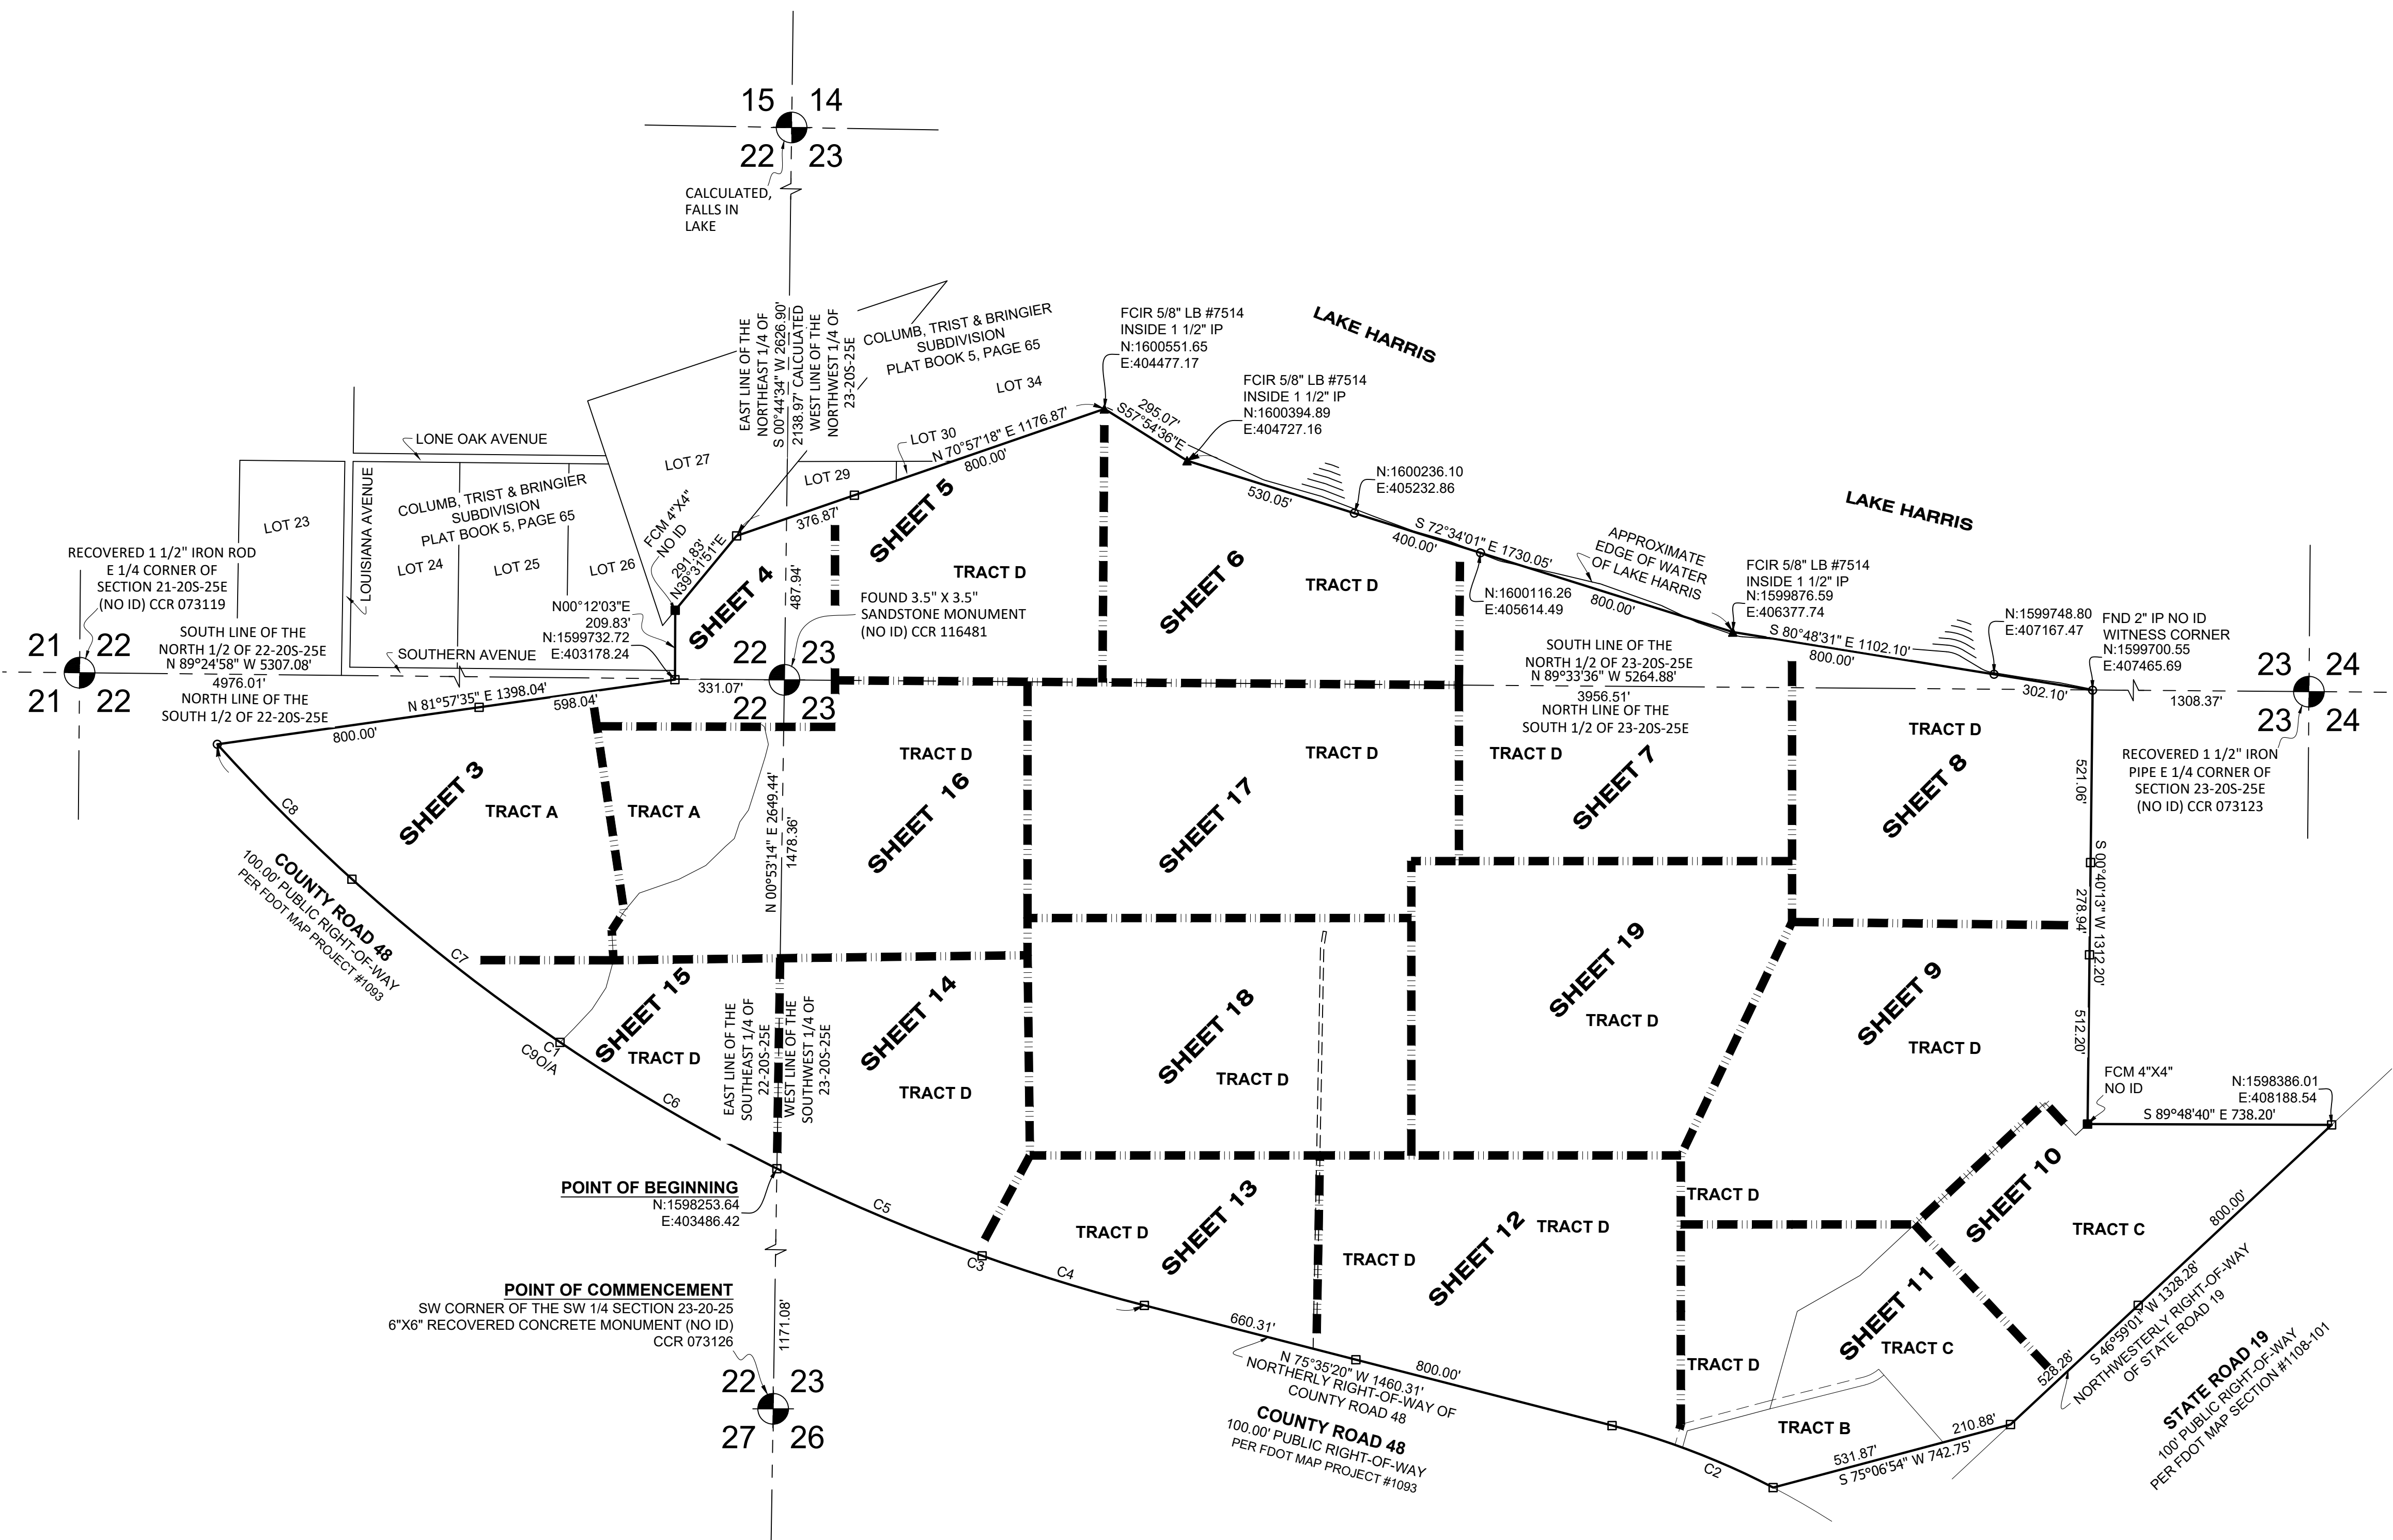 15 14
22 23
CALCULATED,
FALLS IN
LAKE
EAST LINE OF THE
NORTHEAST 1/4 OF
S 00°44'34" W 2626.90'
2138.97' CALCULATED
WEST LINE OF THE
NORTHWEST 1/4 OF
23-20S-25E
COLUMB, TRIST & BRINGIER
SUBDIVISION
PLAT BOOK 5, PAGE 65
LOT 34
FCIR 5/8" LB #7514
INSIDE 1 1/2" IP
N:1600551.65
E:404477.17
LAKE HARRIS
FCIR 5/8" LB #7514
INSIDE 1 1/2" IP
N:1600394.89
E:404727.16
295.07'
S57°54'36"E
LONE OAK AVENUE
LOT 30
N 70°57'18" E 1176.87'
800.00'
LOT 27
LOT 29
376.87'
SHEET 5
TRACT D
530.05'
N:1600236.10
E:405232.86
S 72°34'01" E 1730.05'
400.00'
LAKE HARRIS
APPROXIMATE
EDGE OF WATER
OF LAKE HARRIS
N:1600116.26
E:405614.49
800.00'
FCIR 5/8" LB #7514
INSIDE 1 1/2" IP
N:1599876.59
E:406377.74
S 80°48'31" E 1102.10'
800.00'
N:1599748.80
E:407167.47
FND 2" IP NO ID
WITNESS CORNER
N:1599700.55
E:407465.69
302.10'
LOT 23
LOUISIANA AVENUE
COLUMB, TRIST & BRINGIER
SUBDIVISION
PLAT BOOK 5, PAGE 65
LOT 24
LOT 25
LOT 26
FCM 4"X4"
NO ID
291.83'
N39°31'51"E
SHEET 4
487.94'
FOUND 3.5" X 3.5"
SANDSTONE MONUMENT
(NO ID) CCR 116481
SHEET 6
TRACT D
RECOVERED 1 1/2" IRON ROD
E 1/4 CORNER OF
SECTION 21-20S-25E
(NO ID) CCR 073119
21 22
21 22
SOUTH LINE OF THE
NORTH 1/2 OF 22-20S-25E
N 89°24'58" W 5307.08'
4976.01'
NORTH LINE OF THE
SOUTH 1/2 OF 22-20S-25E
SOUTHERN AVENUE
N00°12'03"E
209.83'
N:1599732.72
E:403178.24
22 23
22 23
331.07'
N 81°57'35" E 1398.04'
598.04'
800.00'
SOUTH LINE OF THE
NORTH 1/2 OF 23-20S-25E
N 89°33'36" W 5264.88'
3956.51'
NORTH LINE OF THE
SOUTH 1/2 OF 23-20S-25E
23 24
23 24
1308.37'
RECOVERED 1 1/2" IRON
PIPE E 1/4 CORNER OF
SECTION 23-20S-25E
(NO ID) CCR 073123
SHEET 3
TRACT A
TRACT A
N 00°53'14" E 2649.44'
1478.36'
TRACT D
SHEET 16
TRACT D
SHEET 17
TRACT D
SHEET 7
TRACT D
SHEET 8
521.06'
S 00°40'13" W 1312.20'
278.94'
512.20'
C8
COUNTY ROAD 48
100.00' PUBLIC RIGHT-OF-WAY
PER FDOT MAP PROJECT #1093
C7
C1
C9O/A
SHEET 15
TRACT D
C6
EAST LINE OF THE
SOUTHEAST 1/4 OF
22-20S-25E
WEST LINE OF THE
SOUTHWEST 1/4 OF
23-20S-25E
SHEET 14
TRACT D
SHEET 18
TRACT D
SHEET 19
TRACT D
SHEET 9
TRACT D
FCM 4"X4"
NO ID
N:1598386.01
E:408188.54
S 89°48'40" E 738.20'
POINT OF BEGINNING
N:1598253.64
E:403486.42
C5
C3
C4
TRACT D
SHEET 13
TRACT D
SHEET 12
TRACT D
TRACT D
SHEET 10
TRACT C
800.00'
S 46°59'01" W 1328.28'
528.28'
NORTHWESTERLY RIGHT-OF-WAY
OF STATE ROAD 19
STATE ROAD 19
100' PUBLIC RIGHT-OF-WAY
PER FDOT MAP SECTION #1108-101
POINT OF COMMENCEMENT
SW CORNER OF THE SW 1/4 SECTION 23-20-25
6"X6" RECOVERED CONCRETE MONUMENT (NO ID)
CCR 073126
1171.08'
22 23
27 26
660.31'
N 75°35'20" W 1460.31'
800.00'
NORTHERLY RIGHT-OF-WAY OF
COUNTY ROAD 48
COUNTY ROAD 48
100.00' PUBLIC RIGHT-OF-WAY
PER FDOT MAP PROJECT #1093
TRACT D
SHEET 11
TRACT C
TRACT B
C2
531.87'
210.88'
S 75°06'54" W 742.75'